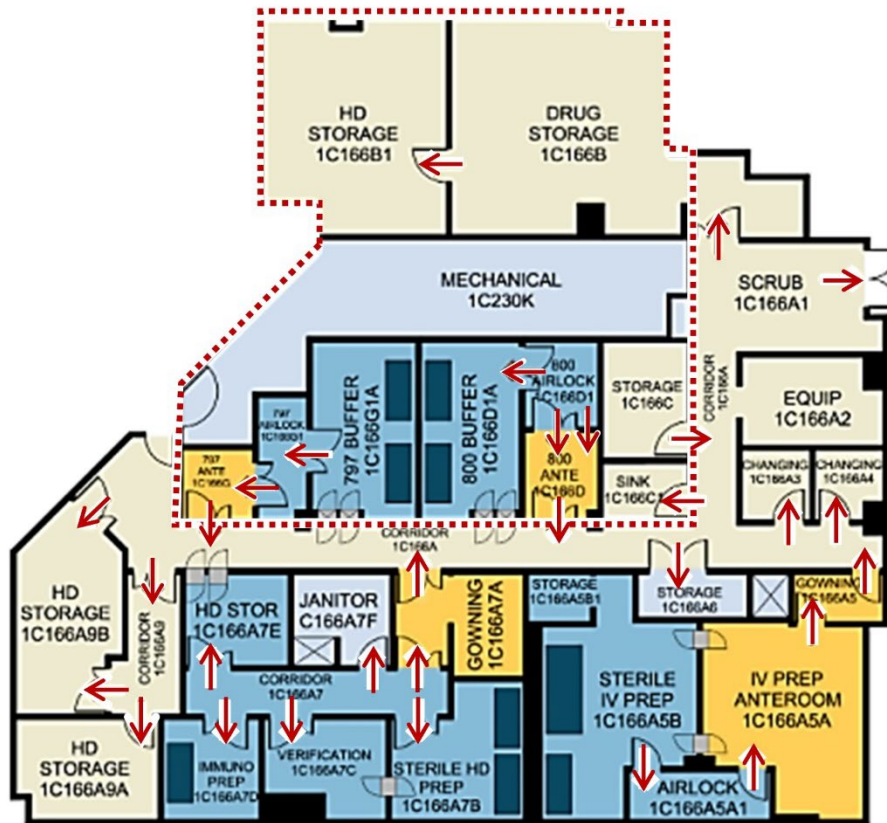 HD
STORAGE
1C166B1
DRUG
STORAGE
1C166B
MECHANICAL
1C230K
SCRUB
1C166A1
CORRIDOR
1C166A
EQUIP
1C166A2
CHANGING
1C166A3
CHANGING
1C166A4
STORAGE
1C166C
SINK
1C166C1
800
AIRLOCK
1C166D1
800
ANTE
1C166D
800 BUFFER
1C166D1A
797 BUFFER
1C166G1A
797
AIRLOCK
1C166G1
797
ANTE
1C166G
CORRIDOR
1C166A
HD
STORAGE
1C166A9B
CORRIDOR
1C166A9
HD
STORAGE
1C166A9A
HD STOR
1C166A7E
JANITOR
C166A7F
GOWNING
1C166A7A
CORRIDOR
1C166A7
IMMUNO
PREP
1C166A7D
VERIFICATION
1C166A7C
STERILE HD
PREP
1C166A7B
STORAGE
1C166A5B1
STORAGE
1C166A6
GOWNING
1C166A5
STERILE
IV PREP
1C166A5B
IV PREP
ANTEROOM
1C166A5A
AIRLOCK
1C166A5A1